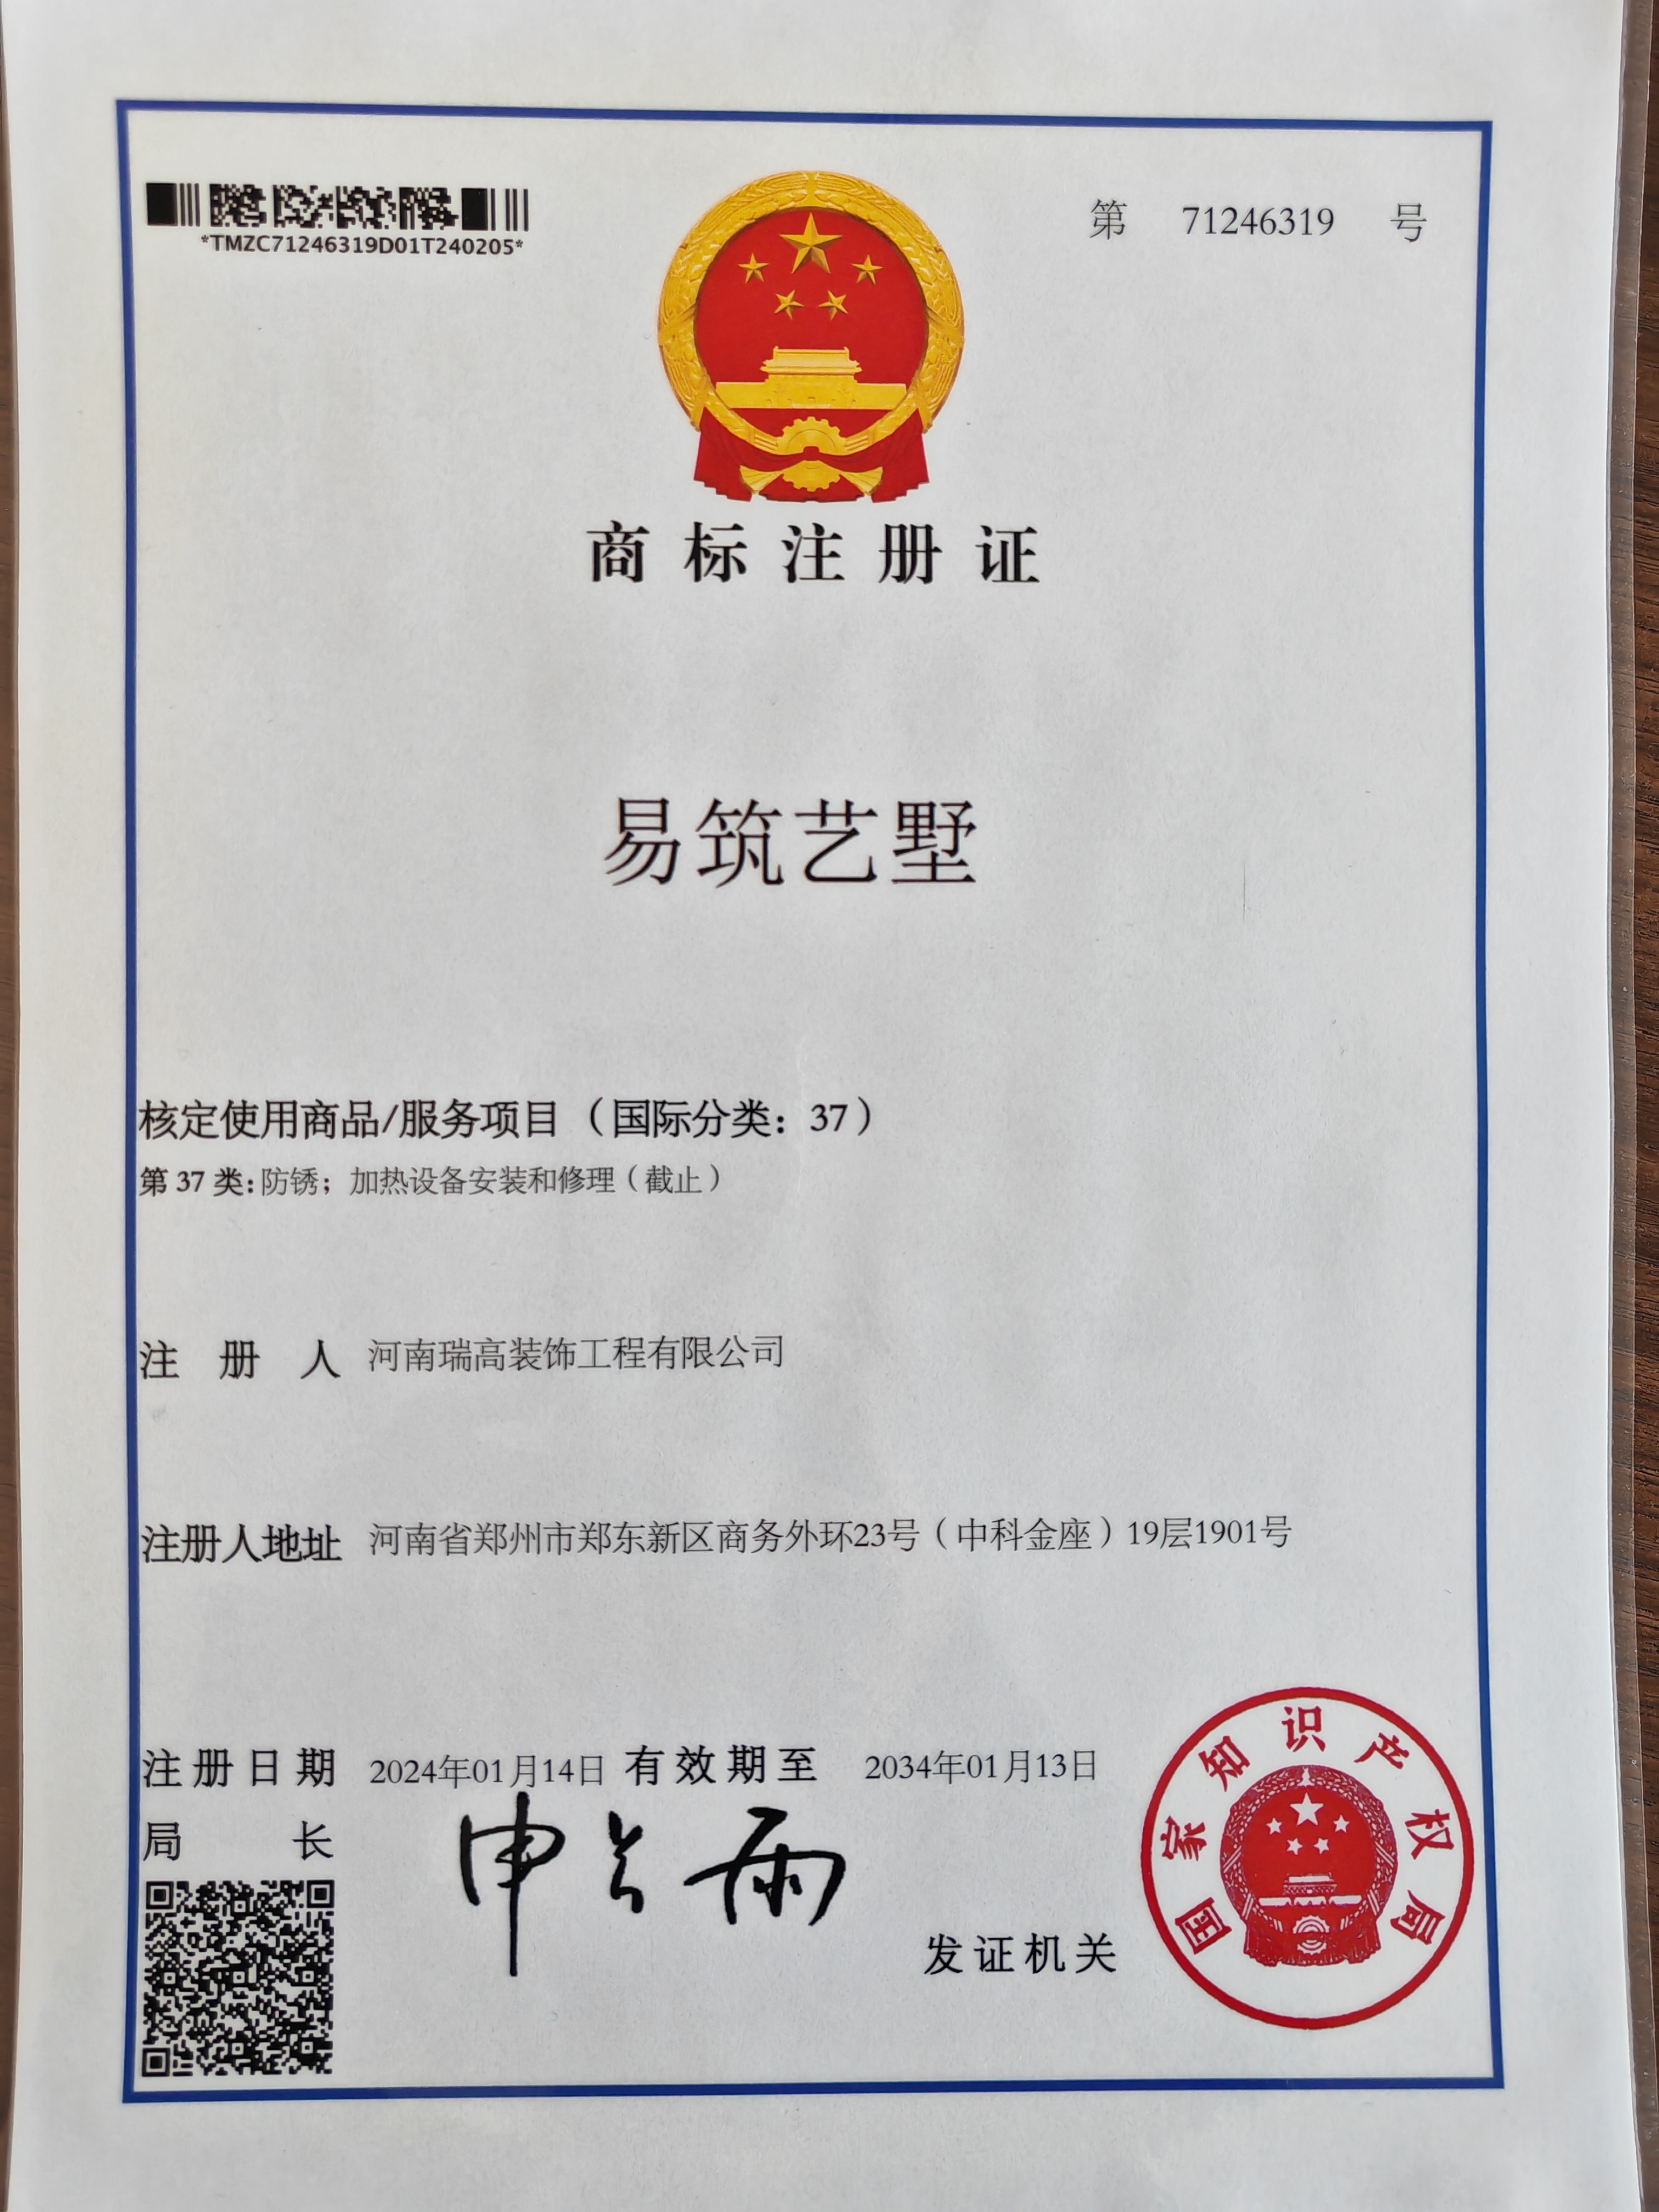 *TMZC71246319D01T240205*
第 71246319 号
商标注册证
易筑艺墅
核定使用商品/服务项目（国际分类：37）
第 37 类：防锈；加热设备安装和修理（截止）
注册人 河南瑞高装饰工程有限公司
注册人地址 河南省郑州市郑东新区商务外环23号（中科金座）19层1901号
注册日期 2024年01月14日 有效期至 2034年01月13日
局长 申长雨
发证机关
国家知识产权局